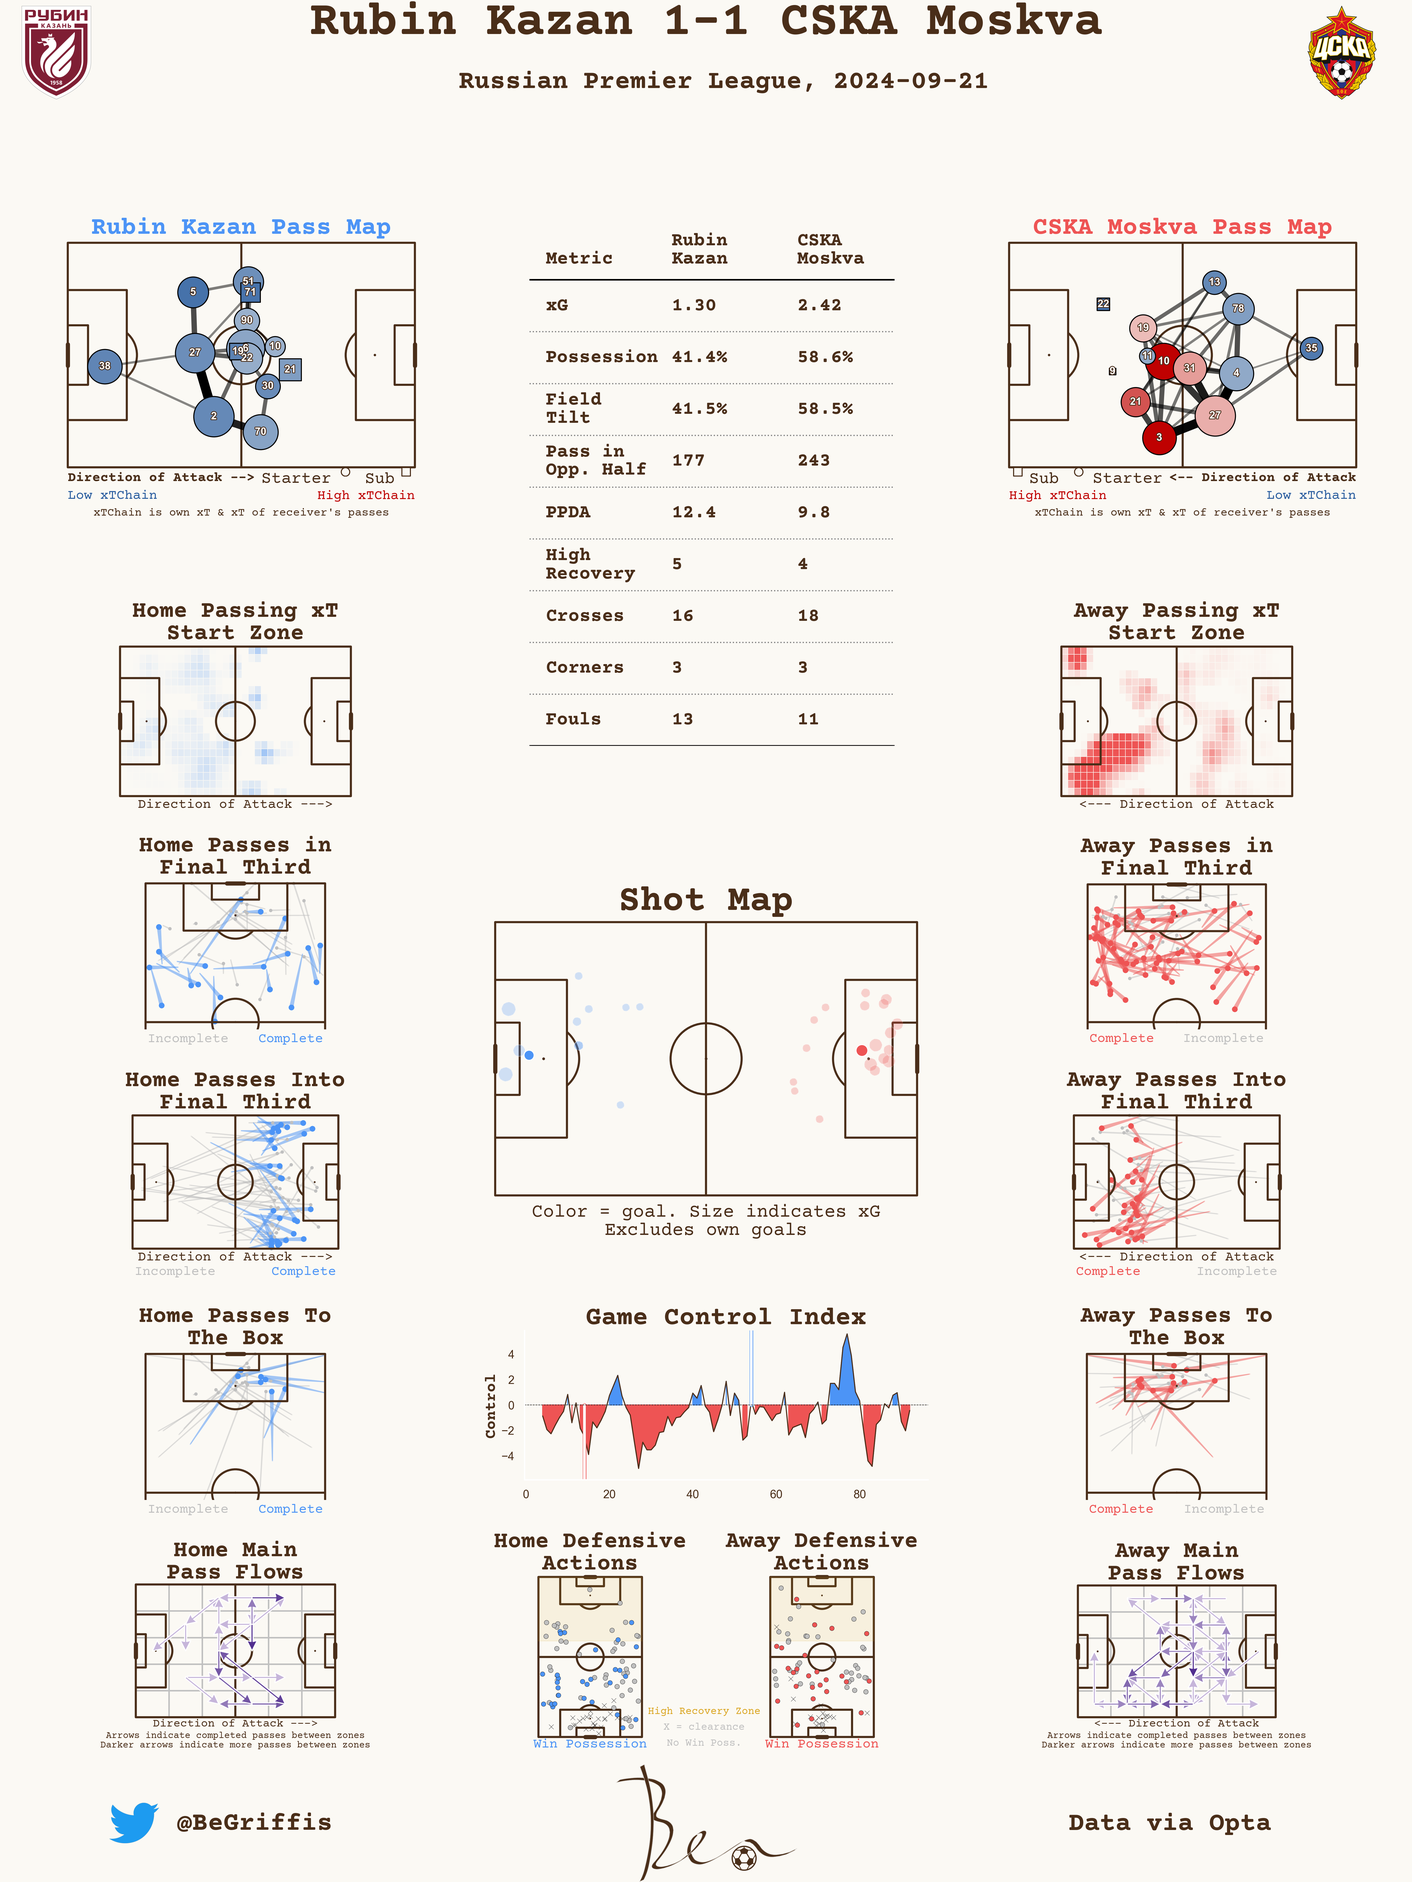 РУБИН
КАЗАНЬ
1958
Rubin Kazan 1-1 CSKA Moskva
Russian Premier League, 2024-09-21
ЦСКА
Rubin Kazan Pass Map
5
51
71
90
38
27
19
6
22
10
21
30
2
70
Direction of Attack --> Starter Sub
Low xTChain High xTChain
xTChain is own xT & xT of receiver's passes
Metric Rubin Kazan CSKA Moskva
xG 1.30 2.42
Possession 41.4% 58.6%
Field Tilt 41.5% 58.5%
Pass in Opp. Half 177 243
PPDA 12.4 9.8
High Recovery 5 4
Crosses 16 18
Corners 3 3
Fouls 13 11
CSKA Moskva Pass Map
13
22
78
19
35
11
10
31
4
9
21
27
3
Sub Starter <-- Direction of Attack
High xTChain Low xTChain
xTChain is own xT & xT of receiver's passes
Home Passing xT
Start Zone
Direction of Attack --->
Away Passing xT
Start Zone
<--- Direction of Attack
Home Passes in
Final Third
Incomplete Complete
Away Passes in
Final Third
Complete Incomplete
Shot Map
Color = goal. Size indicates xG
Excludes own goals
Home Passes Into
Final Third
Direction of Attack --->
Incomplete Complete
Away Passes Into
Final Third
<--- Direction of Attack
Complete Incomplete
Home Passes To
The Box
Incomplete Complete
Game Control Index
Control
4
2
0
−2
−4
0 20 40 60 80
Away Passes To
The Box
Complete Incomplete
Home Main
Pass Flows
Direction of Attack --->
Arrows indicate completed passes between zones
Darker arrows indicate more passes between zones
Home Defensive
Actions
Win Possession
High Recovery Zone
X = clearance
No Win Poss.
Away Defensive
Actions
Win Possession
Away Main
Pass Flows
<--- Direction of Attack
Arrows indicate completed passes between zones
Darker arrows indicate more passes between zones
@BeGriffis
Ben
Data via Opta